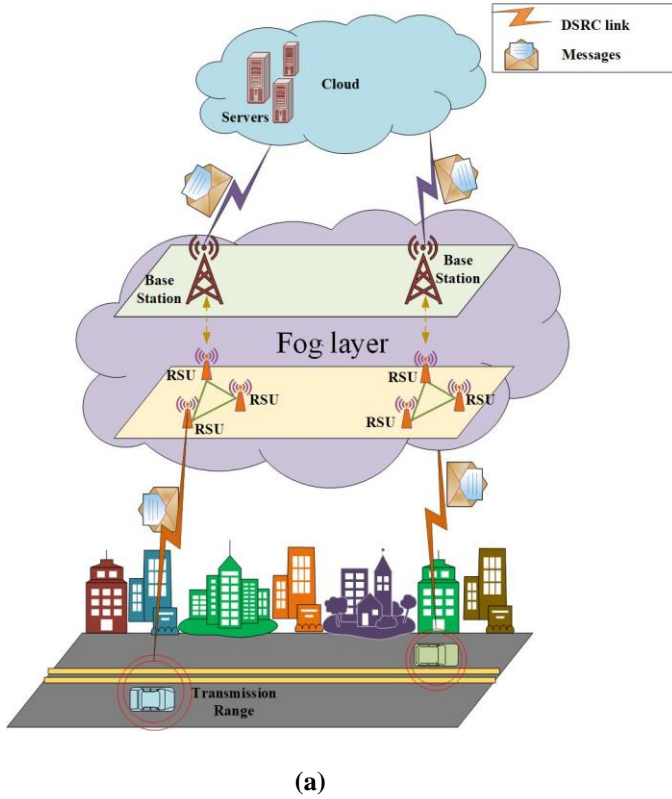 DSRC link
Messages
Cloud
Servers
Base
Station
Base
Station
Fog layer
RSU
RSU
RSU
RSU
RSU
RSU
Transmission
Range
(a)